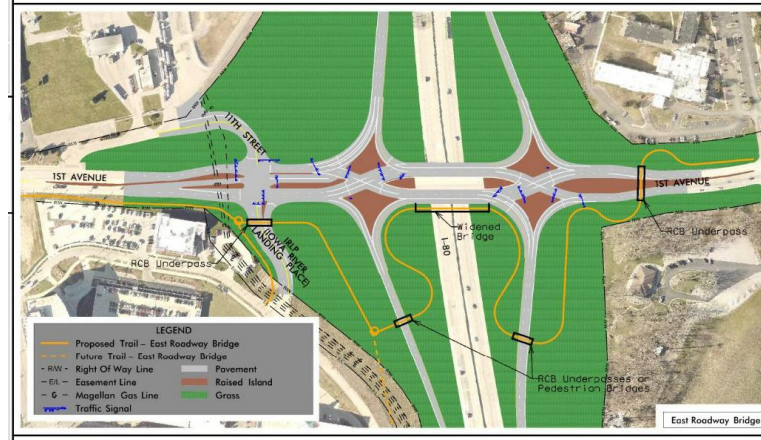 11TH STREET
1ST AVENUE
1ST AVENUE
Widened
Bridge
I-80
RCB Underpass
IRLP
(IOWA RIVER
LANDING PLACE)
RCB Underpass
RCB Underpasses or
Pedestrian Bridges
LEGEND
Proposed Trail - East Roadway Bridge
Future Trail - East Roadway Bridge
- R/W - Right Of Way Line
- E/L - Easement Line
- G - Magellan Gas Line
Traffic Signal
Pavement
Raised Island
Grass
East Roadway Bridge